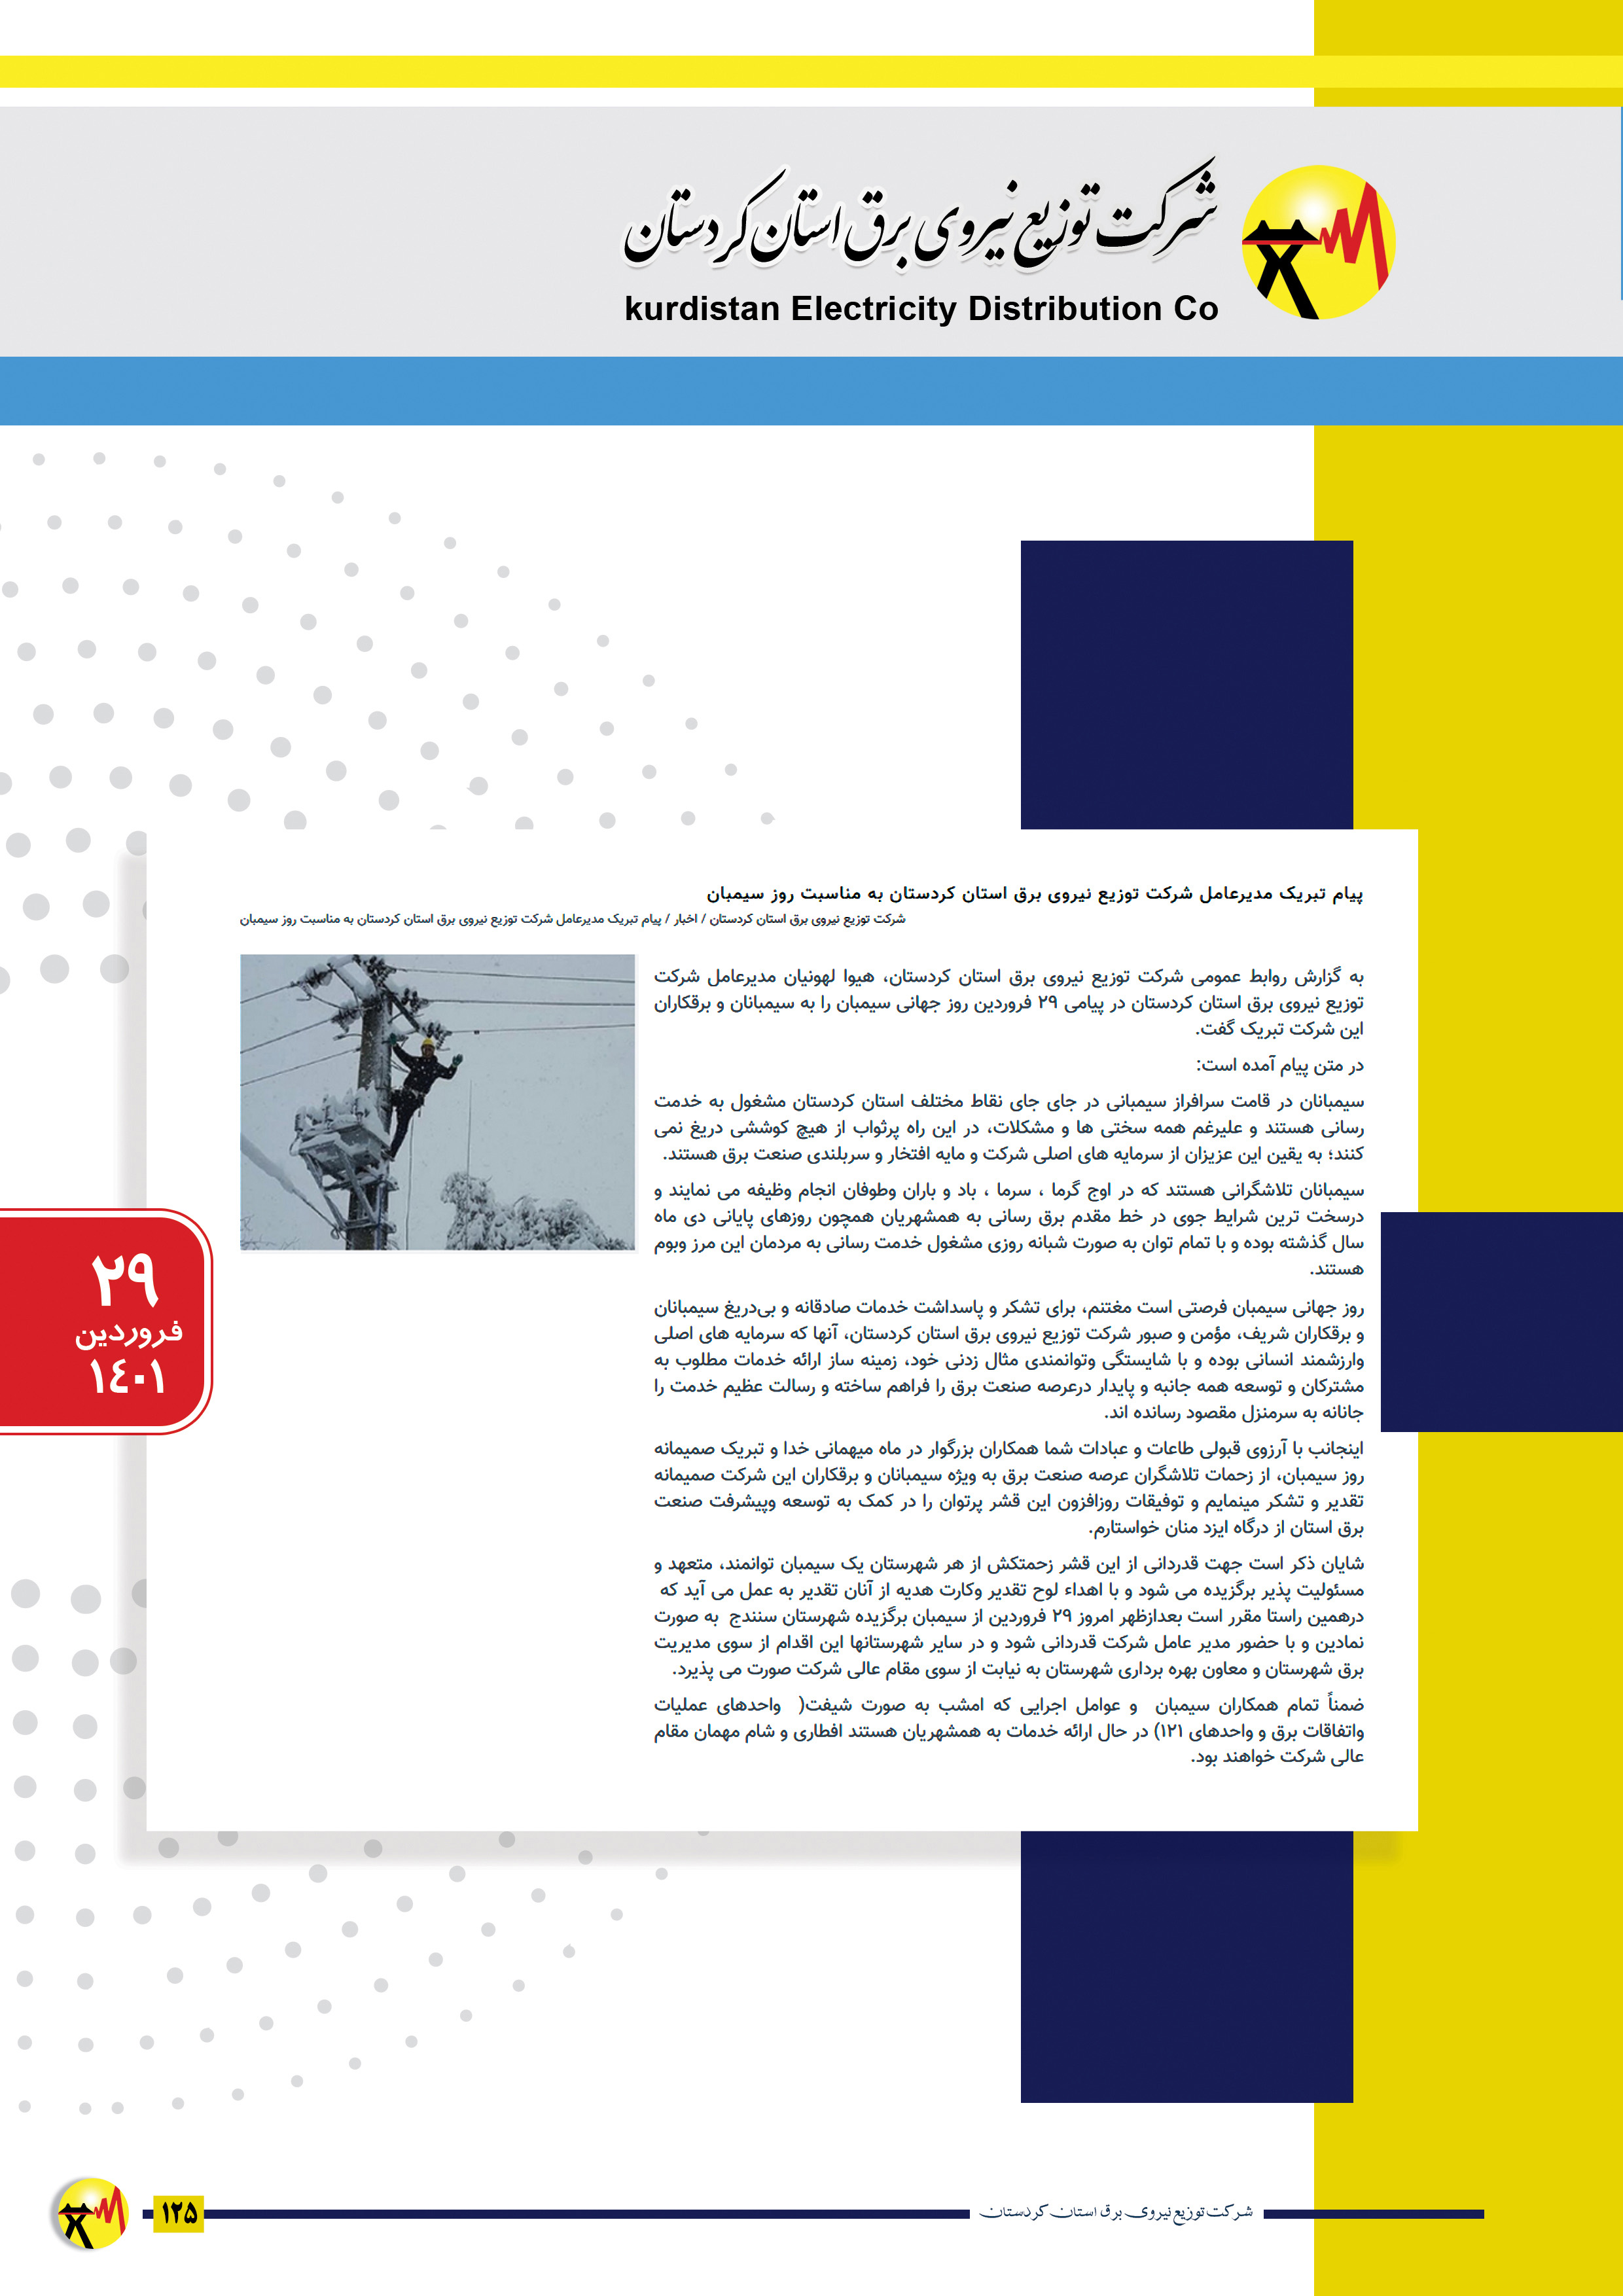 شرکت توزیع نیروی برق استان کردستان
kurdistan Electricity Distribution Co
پیام تبریک مدیرعامل شرکت توزیع نیروی برق استان کردستان به مناسبت روز سیمبان
شرکت توزیع نیروی برق استان کردستان / اخبار / پیام تبریک مدیرعامل شرکت توزیع نیروی برق استان کردستان به مناسبت روز سیمبان
به گزارش روابط عمومی شرکت توزیع نیروی برق استان کردستان، هیوا لهونیان مدیرعامل شرکت
توزیع نیروی برق استان کردستان در پیامی ۲۹ فروردین روز جهانی سیمبان را به سیمبانان و برقکاران
این شرکت تبریک گفت.
در متن پیام آمده است:
سیمبانان در قامت سرافراز سیمبانی در جای جای نقاط مختلف استان کردستان مشغول به خدمت
رسانی هستند و علیرغم همه سختی ها و مشکلات، در این راه پرثواب از هیچ کوششی دریغ نمی
کنند؛ به یقین این عزیزان از سرمایه های اصلی شرکت و مایه افتخار و سربلندی صنعت برق هستند.
سیمبانان تلاشگرانی هستند که در اوج گرما ، سرما ، باد و باران وطوفان انجام وظیفه می نمایند و
درسخت ترین شرایط جوی در خط مقدم برق رسانی به همشهریان همچون روزهای پایانی دی ماه
سال گذشته بوده و با تمام توان به صورت شبانه روزی مشغول خدمت رسانی به مردمان این مرز وبوم
هستند.
روز جهانی سیمبان فرصتی است مغتنم، برای تشکر و پاسداشت خدمات صادقانه و بی‌دریغ سیمبانان
و برقکاران شریف، مؤمن و صبور شرکت توزیع نیروی برق استان کردستان، آنها که سرمایه های اصلی
وارزشمند انسانی بوده و با شایستگی وتوانمندی مثال زدنی خود، زمینه ساز ارائه خدمات مطلوب به
مشترکان و توسعه همه جانبه و پایدار درعرصه صنعت برق را فراهم ساخته و رسالت عظیم خدمت را
جانانه به سرمنزل مقصود رسانده اند.
اینجانب با آرزوی قبولی طاعات و عبادات شما همکاران بزرگوار در ماه میهمانی خدا و تبریک صمیمانه
روز سیمبان، از زحمات تلاشگران عرصه صنعت برق به ویژه سیمبانان و برقکاران این شرکت صمیمانه
تقدیر و تشکر مینمایم و توفیقات روزافزون این قشر پرتوان را در کمک به توسعه وپیشرفت صنعت
برق استان از درگاه ایزد منان خواستارم.
شایان ذکر است جهت قدردانی از این قشر زحمتکش از هر شهرستان یک سیمبان توانمند، متعهد و
مسئولیت پذیر برگزیده می شود و با اهداء لوح تقدیر وکارت هدیه از آنان تقدیر به عمل می آید که
درهمین راستا مقرر است بعدازظهر امروز ۲۹ فروردین از سیمبان برگزیده شهرستان سنندج به صورت
نمادین و با حضور مدیر عامل شرکت قدردانی شود و در سایر شهرستانها این اقدام از سوی مدیریت
برق شهرستان و معاون بهره برداری شهرستان به نیابت از سوی مقام عالی شرکت صورت می پذیرد.
ضمناً تمام همکاران سیمبان و عوامل اجرایی که امشب به صورت شیفت( واحدهای عملیات
واتفاقات برق و واحدهای ۱۲۱) در حال ارائه خدمات به همشهریان هستند افطاری و شام مهمان مقام
عالی شرکت خواهند بود.
۲۹
فروردین
۱٤۰۱
شرکت توزیع نیروی برق استان کردستان
۱۲۵